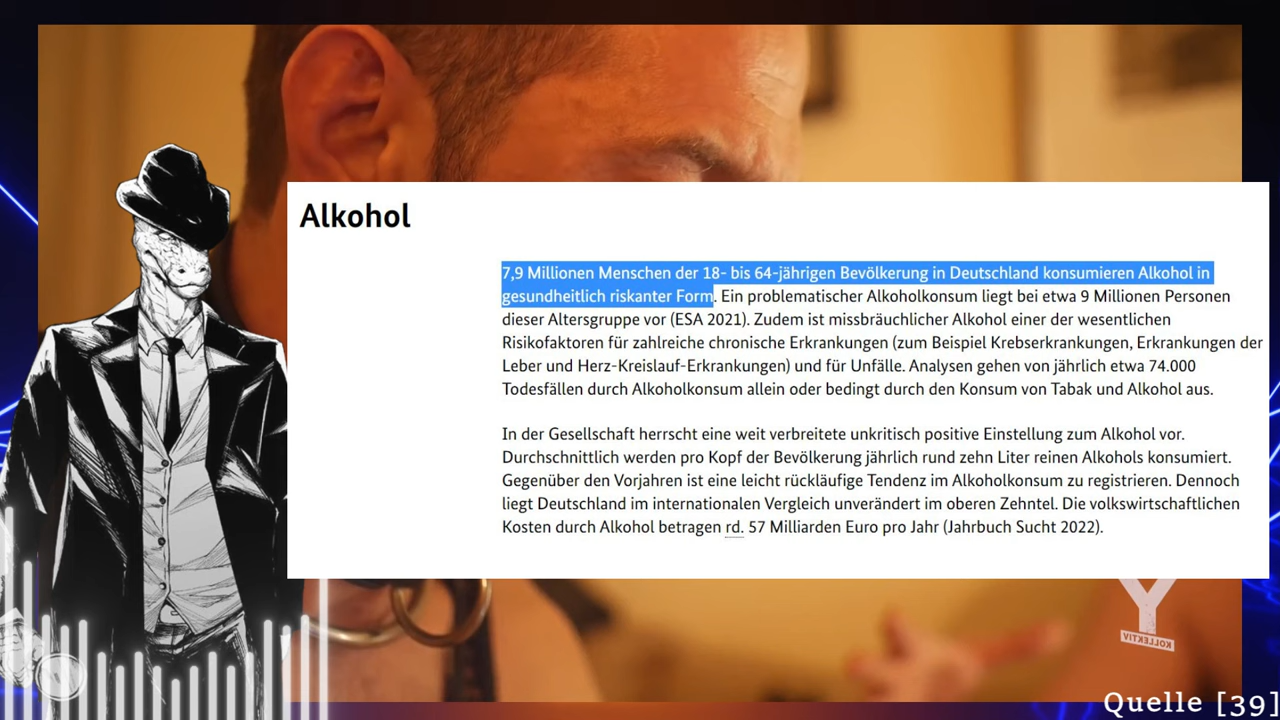 Alkohol
7,9 Millionen Menschen der 18- bis 64-jährigen Bevölkerung in Deutschland konsumieren Alkohol in
gesundheitlich riskanter Form. Ein problematischer Alkoholkonsum liegt bei etwa 9 Millionen Personen
dieser Altersgruppe vor (ESA 2021). Zudem ist missbräuchlicher Alkohol einer der wesentlichen
Risikofaktoren für zahlreiche chronische Erkrankungen (zum Beispiel Krebserkrankungen, Erkrankungen der
Leber und Herz-Kreislauf-Erkrankungen) und für Unfälle. Analysen gehen von jährlich etwa 74.000
Todesfällen durch Alkoholkonsum allein oder bedingt durch den Konsum von Tabak und Alkohol aus.
In der Gesellschaft herrscht eine weit verbreitete unkritisch positive Einstellung zum Alkohol vor.
Durchschnittlich werden pro Kopf der Bevölkerung jährlich rund zehn Liter reinen Alkohols konsumiert.
Gegenüber den Vorjahren ist eine leicht rückläufige Tendenz im Alkoholkonsum zu registrieren. Dennoch
liegt Deutschland im internationalen Vergleich unverändert im oberen Zehntel. Die volkswirtschaftlichen
Kosten durch Alkohol betragen rd. 57 Milliarden Euro pro Jahr (Jahrbuch Sucht 2022).
Y
KOLLEKTIV
Quelle [39]